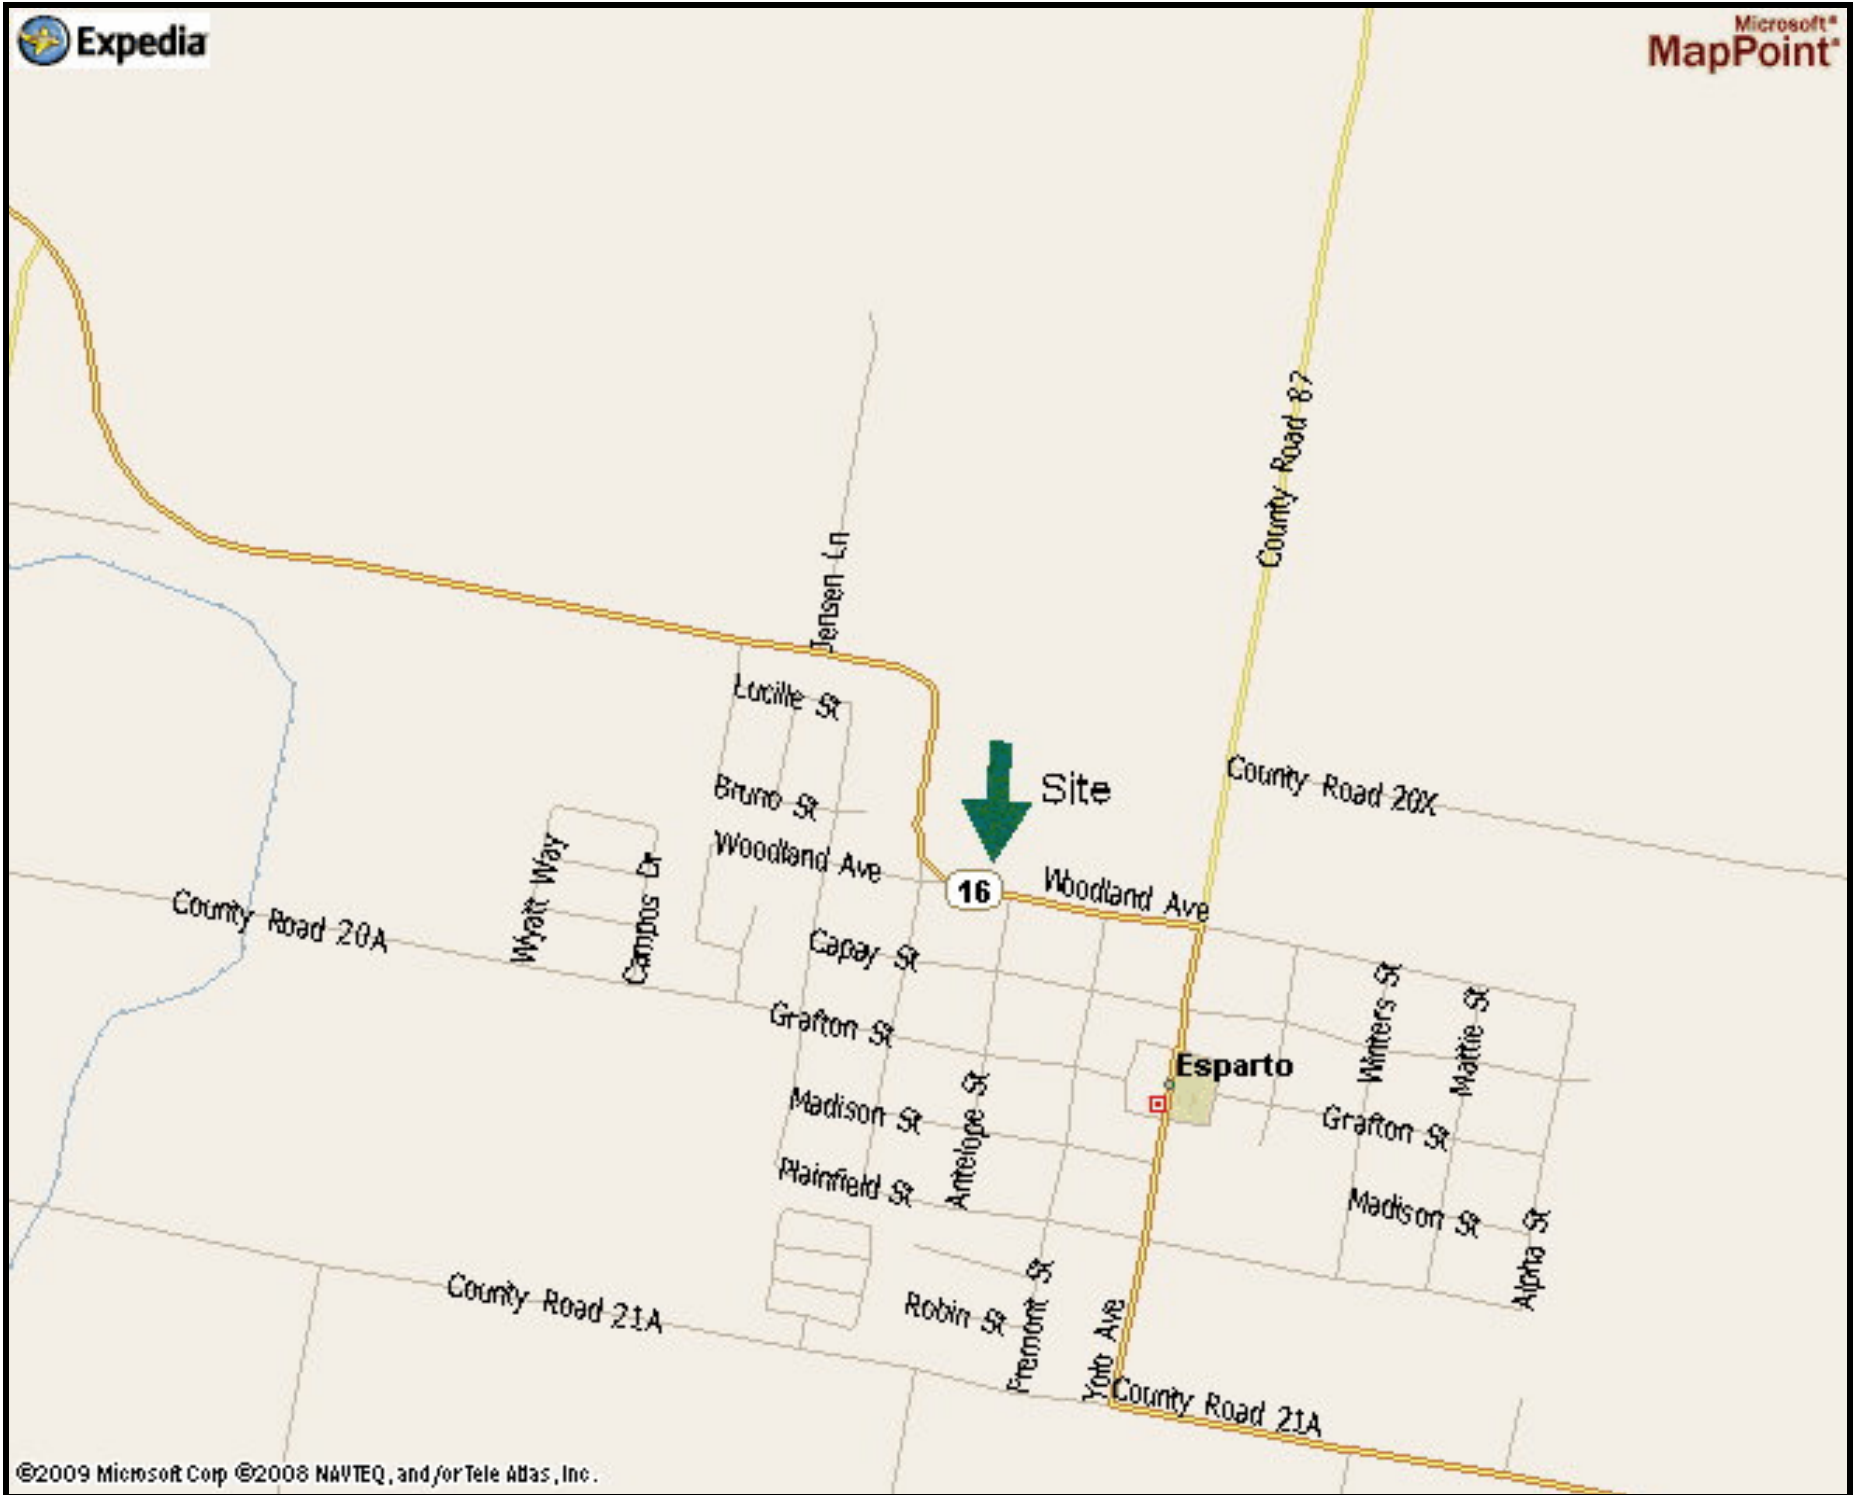 Expedia
Microsoft®
MapPoint®
County Road 87
Jensen Ln
Lucille St
Site
County Road 20X
Bruno St
Woodland Ave
Wyatt Way
Campos Dr
16
Woodland Ave
County Road 20A
Capay St
Winters St
Mattie St
Grafton St
Esparto
Madison St
Antelope St
Grafton St
Plainfield St
Madison St
Alpha St
County Road 21A
Robin St
Fremont St
Yolo Ave
County Road 21A
©2009 Microsoft Corp ©2008 NAVTEQ, and/or Tele Atlas, Inc.